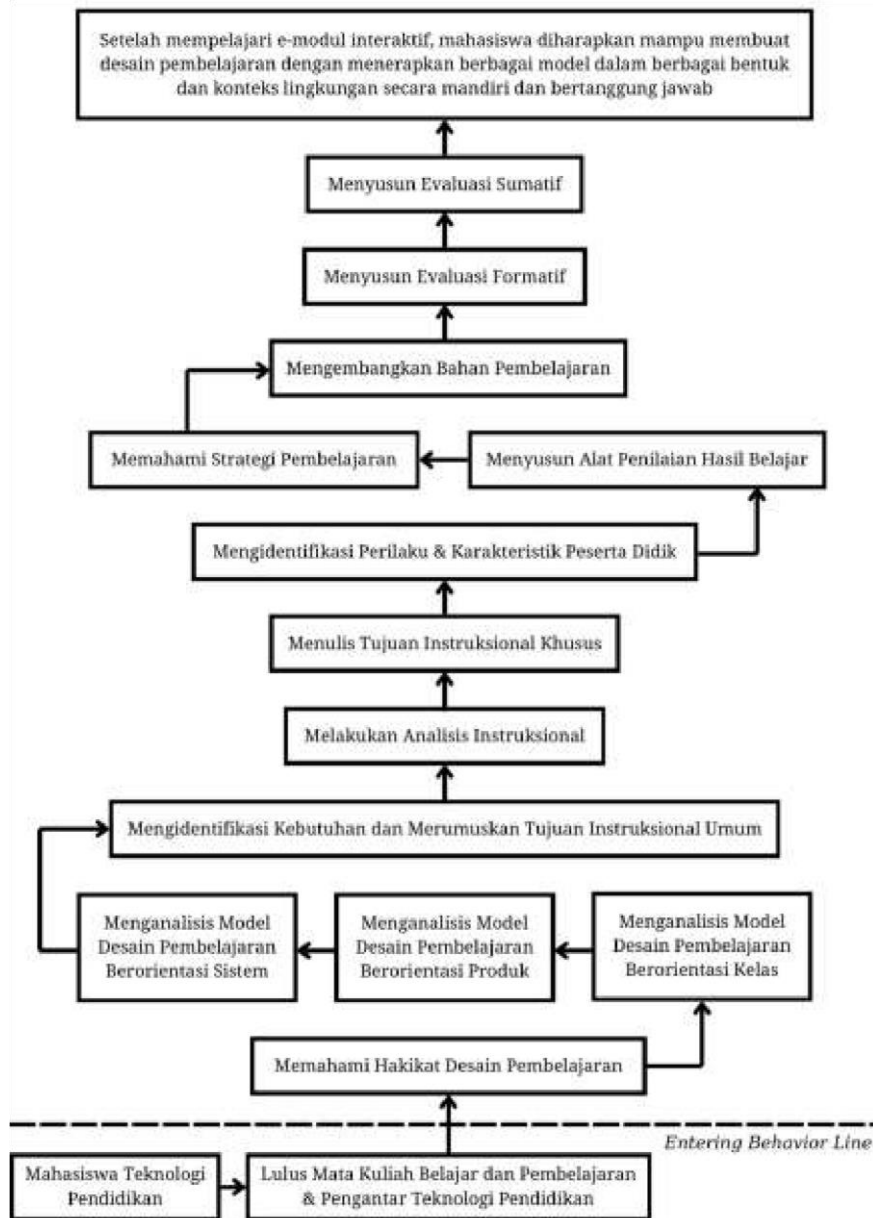 Setelah mempelajari e-modul interaktif, mahasiswa diharapkan mampu membuat
desain pembelajaran dengan menerapkan berbagai model dalam berbagai bentuk
dan konteks lingkungan secara mandiri dan bertanggung jawab
Menyusun Evaluasi Sumatif
Menyusun Evaluasi Formatif
Mengembangkan Bahan Pembelajaran
Memahami Strategi Pembelajaran
Menyusun Alat Penilaian Hasil Belajar
Mengidentifikasi Perilaku & Karakteristik Peserta Didik
Menulis Tujuan Instruksional Khusus
Melakukan Analisis Instruksional
Mengidentifikasi Kebutuhan dan Merumuskan Tujuan Instruksional Umum
Menganalisis Model
Desain Pembelajaran
Berorientasi Sistem
Menganalisis Model
Desain Pembelajaran
Berorientasi Produk
Menganalisis Model
Desain Pembelajaran
Berorientasi Kelas
Memahami Hakikat Desain Pembelajaran
Entering Behavior Line
Mahasiswa Teknologi
Pendidikan
Lulus Mata Kuliah Belajar dan Pembelajaran
& Pengantar Teknologi Pendidikan